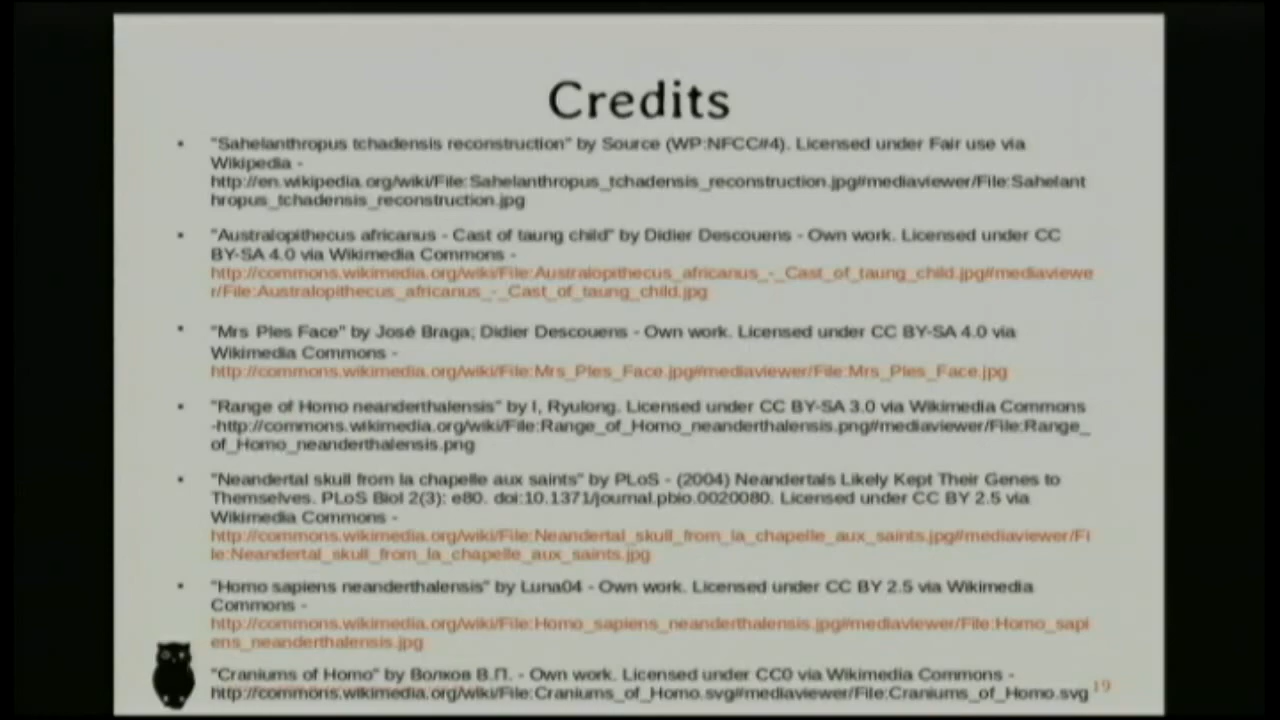 Credits
• "Sahelanthropus tchadensis reconstruction" by Source (WP:NFCC#4). Licensed under Fair use via
Wikipedia -
http://en.wikipedia.org/wiki/File:Sahelanthropus_tchadensis_reconstruction.jpg#mediaviewer/File:Sahelant
hropus_tchadensis_reconstruction.jpg
• "Australopithecus africanus - Cast of taung child" by Didier Descouens - Own work. Licensed under CC
BY-SA 4.0 via Wikimedia Commons -
http://commons.wikimedia.org/wiki/File:Australopithecus_africanus_-_Cast_of_taung_child.jpg#mediaviewe
r/File:Australopithecus_africanus_-_Cast_of_taung_child.jpg
• "Mrs Ples Face" by José Braga; Didier Descouens - Own work. Licensed under CC BY-SA 4.0 via
Wikimedia Commons -
http://commons.wikimedia.org/wiki/File:Mrs_Ples_Face.jpg#mediaviewer/File:Mrs_Ples_Face.jpg
• "Range of Homo neanderthalensis" by I, Ryulong. Licensed under CC BY-SA 3.0 via Wikimedia Commons
-http://commons.wikimedia.org/wiki/File:Range_of_Homo_neanderthalensis.png#mediaviewer/File:Range_
of_Homo_neanderthalensis.png
• "Neandertal skull from la chapelle aux saints" by PLoS - (2004) Neandertals Likely Kept Their Genes to
Themselves. PLoS Biol 2(3): e80. doi:10.1371/journal.pbio.0020080. Licensed under CC BY 2.5 via
Wikimedia Commons -
http://commons.wikimedia.org/wiki/File:Neandertal_skull_from_la_chapelle_aux_saints.jpg#mediaviewer/Fi
le:Neandertal_skull_from_la_chapelle_aux_saints.jpg
• "Homo sapiens neanderthalensis" by Luna04 - Own work. Licensed under CC BY 2.5 via Wikimedia
Commons -
http://commons.wikimedia.org/wiki/File:Homo_sapiens_neanderthalensis.jpg#mediaviewer/File:Homo_sapi
ens_neanderthalensis.jpg
"Craniums of Homo" by Волков В.П. - Own work. Licensed under CC0 via Wikimedia Commons -
http://commons.wikimedia.org/wiki/File:Craniums_of_Homo.svg#mediaviewer/File:Craniums_of_Homo.svg
19